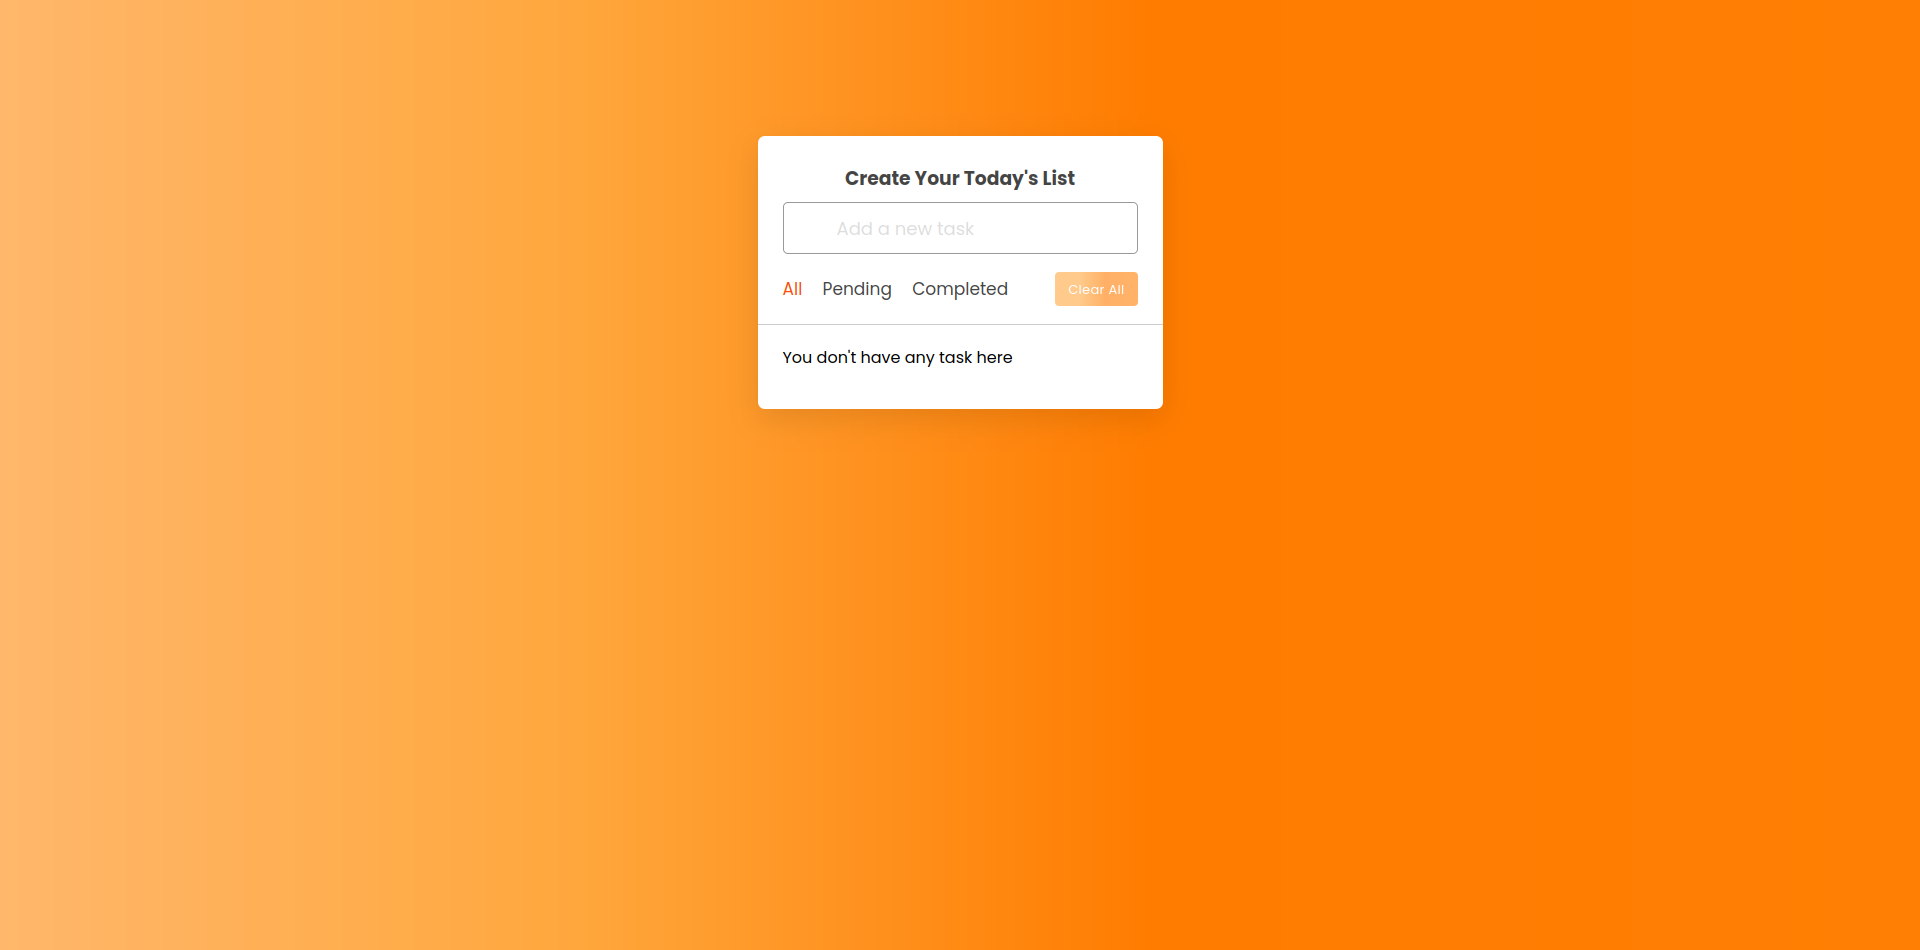 Create Your Today's List
Add a new task
All Pending Completed Clear All
You don't have any task here